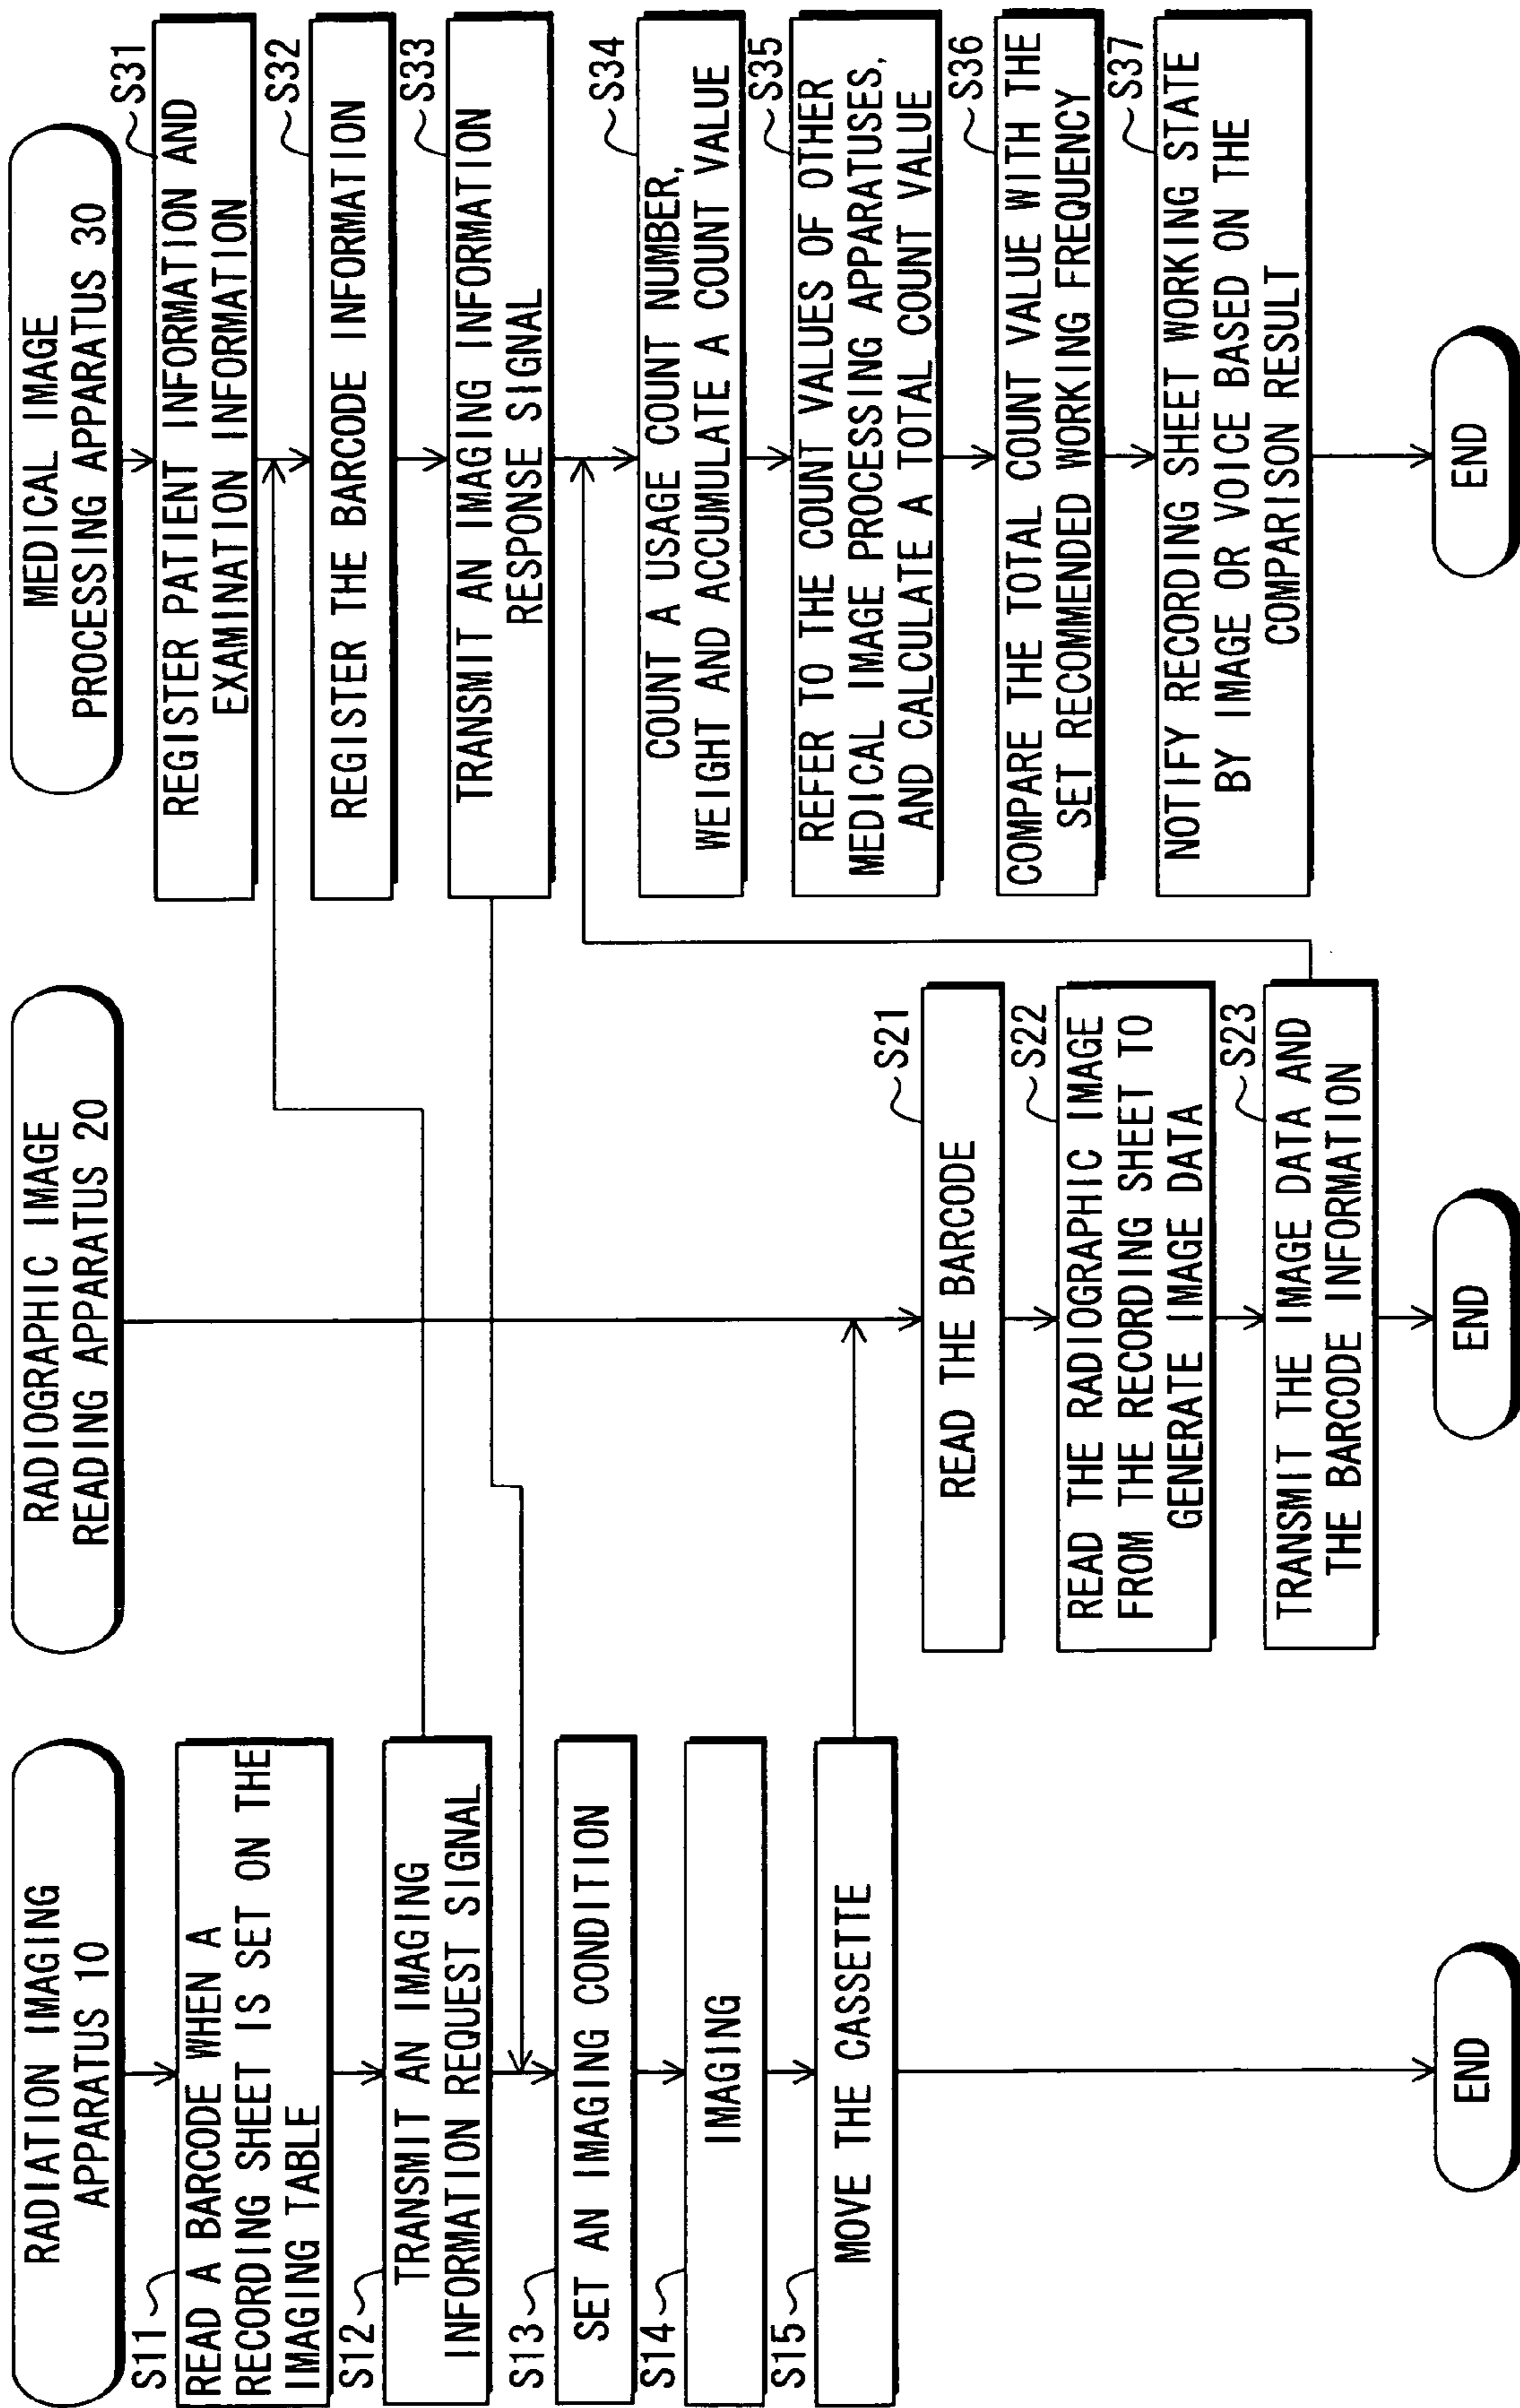 RADIATION IMAGING
APPARATUS 10
S11
READ A BARCODE WHEN A
RECORDING SHEET IS SET ON THE
IMAGING TABLE
S12
TRANSMIT AN IMAGING
INFORMATION REQUEST SIGNAL
S13
SET AN IMAGING CONDITION
S14
IMAGING
S15
MOVE THE CASSETTE
END
RADIOGRAPHIC IMAGE
READING APPARATUS 20
S21
READ THE BARCODE
S22
READ THE RADIOGRAPHIC IMAGE
FROM THE RECORDING SHEET TO
GENERATE IMAGE DATA
S23
TRANSMIT THE IMAGE DATA AND
THE BARCODE INFORMATION
END
MEDICAL IMAGE
PROCESSING APPARATUS 30
S31
REGISTER PATIENT INFORMATION AND
EXAMINATION INFORMATION
S32
REGISTER THE BARCODE INFORMATION
S33
TRANSMIT AN IMAGING INFORMATION
RESPONSE SIGNAL
S34
COUNT A USAGE COUNT NUMBER,
WEIGHT AND ACCUMULATE A COUNT VALUE
S35
REFER TO THE COUNT VALUES OF OTHER
MEDICAL IMAGE PROCESSING APPARATUSES,
AND CALCULATE A TOTAL COUNT VALUE
S36
COMPARE THE TOTAL COUNT VALUE WITH THE
SET RECOMMENDED WORKING FREQUENCY
S37
NOTIFY RECORDING SHEET WORKING STATE
BY IMAGE OR VOICE BASED ON THE
COMPARISON RESULT
END